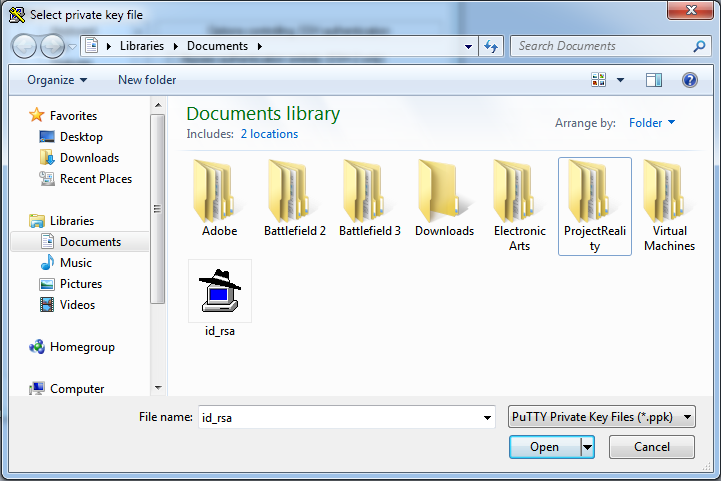 Select private key file
Libraries Documents
Search Documents
Organize New folder
Favorites
Desktop
Downloads
Recent Places
Libraries
Documents
Music
Pictures
Videos
Homegroup
Computer
Documents library
Includes: 2 locations
Arrange by: Folder
Adobe
Battlefield 2
Battlefield 3
Downloads
Electronic
Arts
ProjectReali
ty
Virtual
Machines
id_rsa
File name: id_rsa
PuTTY Private Key Files (*.ppk)
Open Cancel